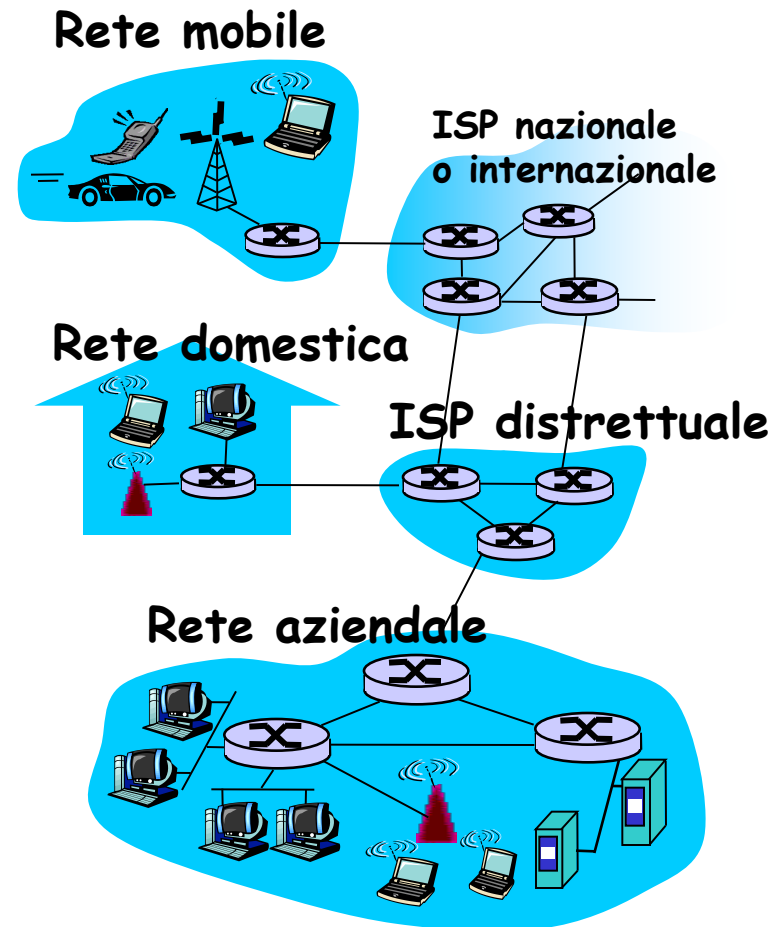 Rete mobile
ISP nazionale
o internazionale
Rete domestica
ISP distrettuale
Rete aziendale